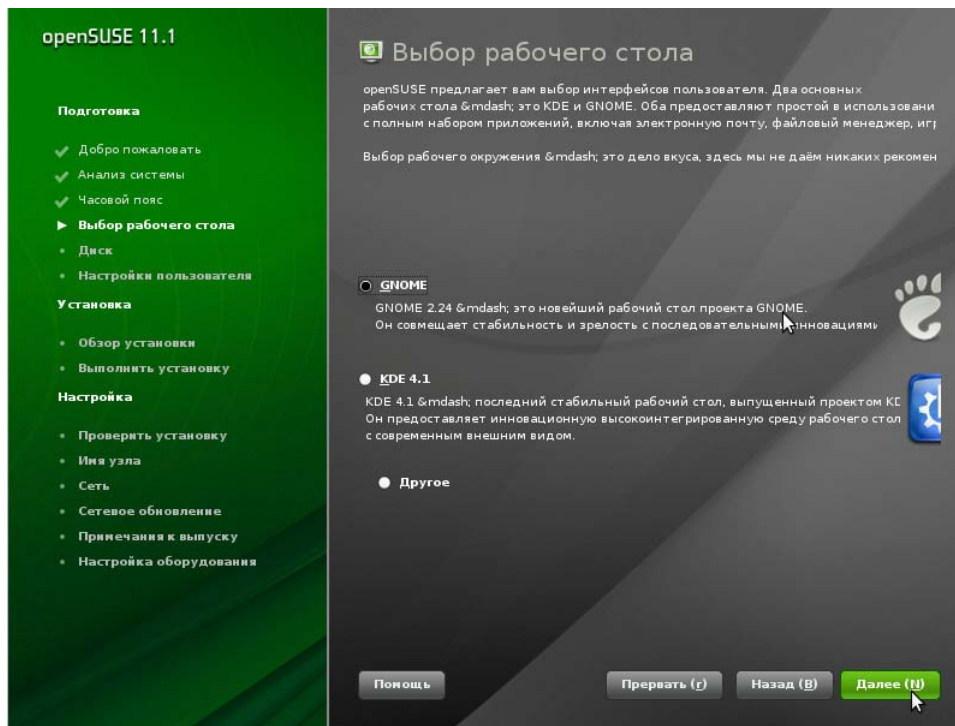 openSUSE 11.1
Подготовка
Добро пожаловать
Анализ системы
Часовой пояс
Выбор рабочего стола
Диск
Настройки пользователя
Установка
Обзор установки
Выполнить установку
Настройка
Проверить установку
Имя узла
Сеть
Сетевое обновление
Примечания к выпуску
Настройка оборудования
Выбор рабочего стола
openSUSE предлагает вам выбор интерфейсов пользователя. Два основных
рабочих стола &mdash; это KDE и GNOME. Оба предоставляют простой в использовани
с полным набором приложений, включая электронную почту, файловый менеджер, игр
Выбор рабочего окружения &mdash; это дело вкуса, здесь мы не даём никаких рекомен
GNOME
GNOME 2.24 &mdash; это новейший рабочий стол проекта GNOME.
Он совмещает стабильность и зрелость с последовательными инновациями
KDE 4.1
KDE 4.1 &mdash; последний стабильный рабочий стол, выпущенный проектом KD
Он предоставляет инновационную высокоинтегрированную среду рабочего стол
с современным внешним видом.
Другое
Помощь
Прервать (r)
Назад (B)
Далее (N)